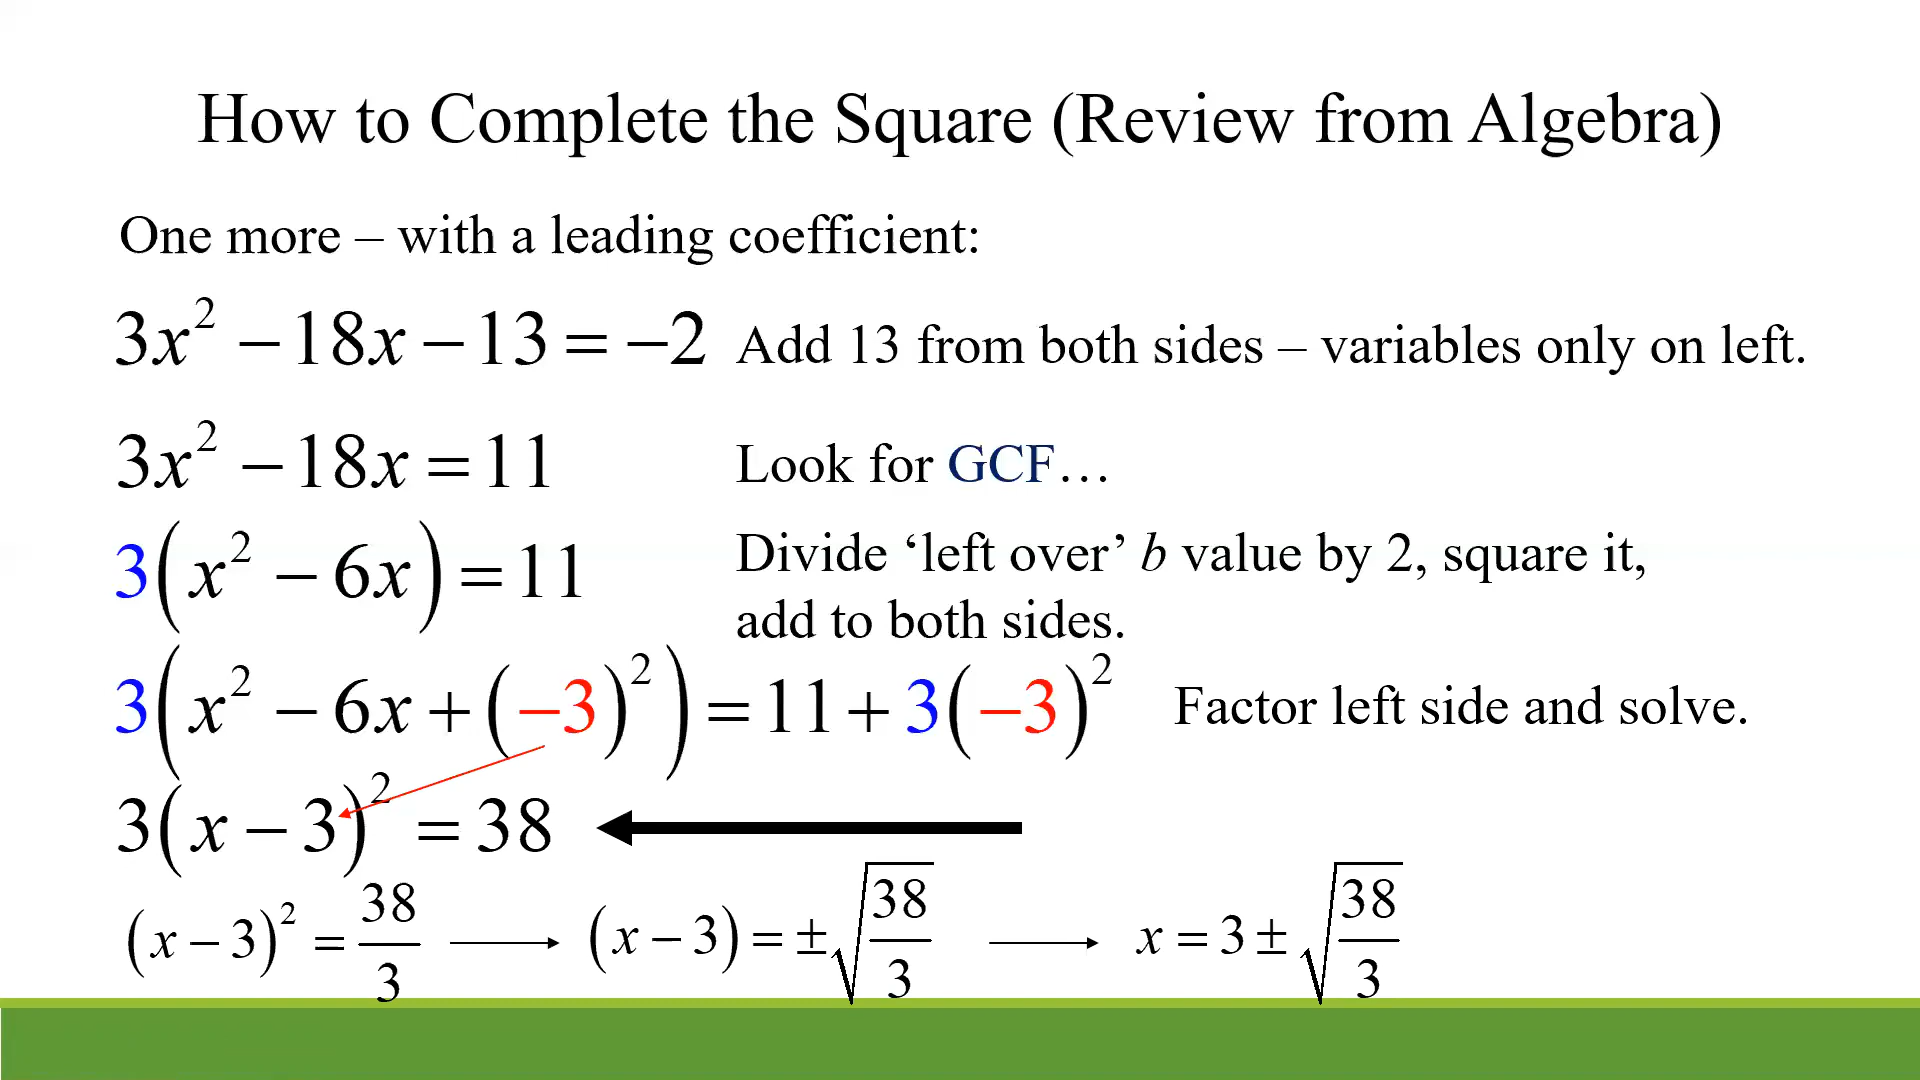 How to Complete the Square (Review from Algebra)
One more – with a leading coefficient:
3x² − 18x − 13 = −2 Add 13 from both sides – variables only on left.
3x² − 18x = 11 Look for GCF…
3(x² − 6x) = 11 Divide ‘left over’ b value by 2, square it,
add to both sides.
3(x² − 6x + (−3)²) = 11 + 3(−3)² Factor left side and solve.
3(x − 3)² = 38
(x − 3)² = 38/3 → (x − 3) = ±√(38/3) → x = 3 ± √(38/3)